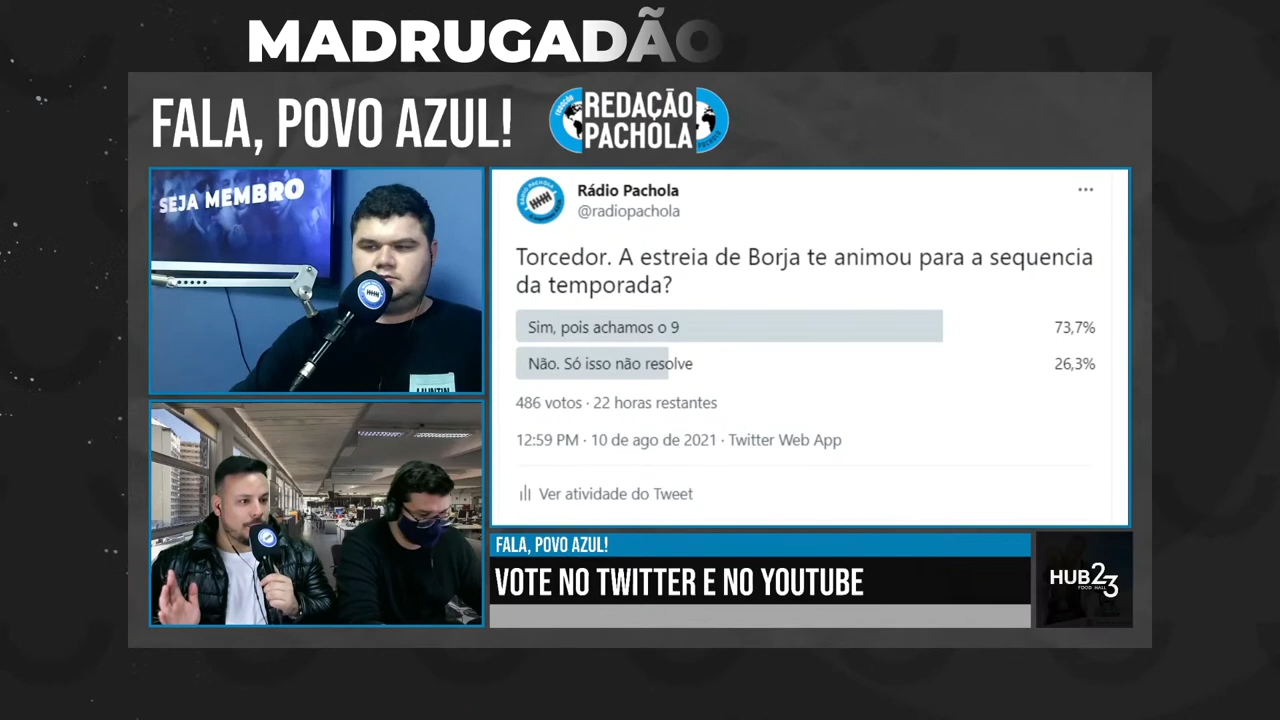 MADRUGADÃO
FALA, POVO AZUL!
REDAÇÃO
PACHOLA
SEJA MEMBRO
Rádio Pachola
@radiopachola
Torcedor. A estreia de Borja te animou para a sequencia
da temporada?
Sim, pois achamos o 9
73,7%
Não. Só isso não resolve
26,3%
486 votos · 22 horas restantes
12:59 PM · 10 de ago de 2021 · Twitter Web App
Ver atividade do Tweet
FALA, POVO AZUL!
VOTE NO TWITTER E NO YOUTUBE
HUB23
FOOD HALL